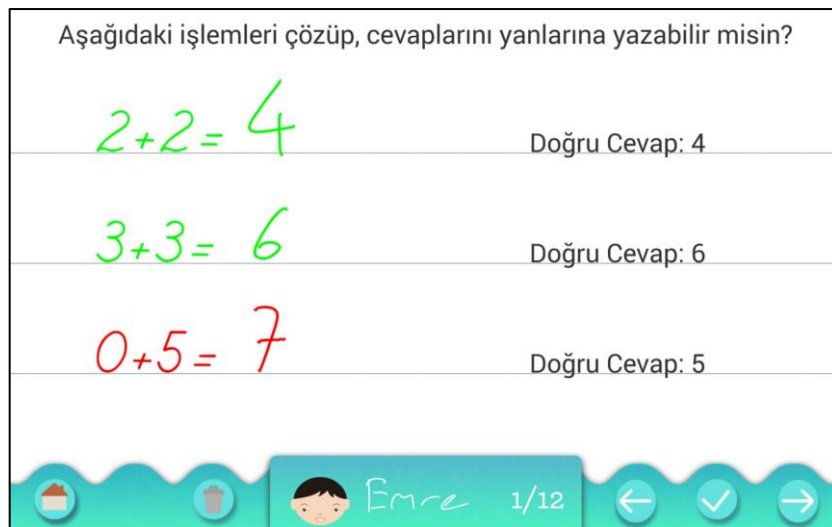 Aşağıdaki işlemleri çözüp, cevaplarını yanlarına yazabilir misin?
2+2= 4 Doğru Cevap: 4
3+3= 6 Doğru Cevap: 6
0+5= 7 Doğru Cevap: 5
Emre 1/12